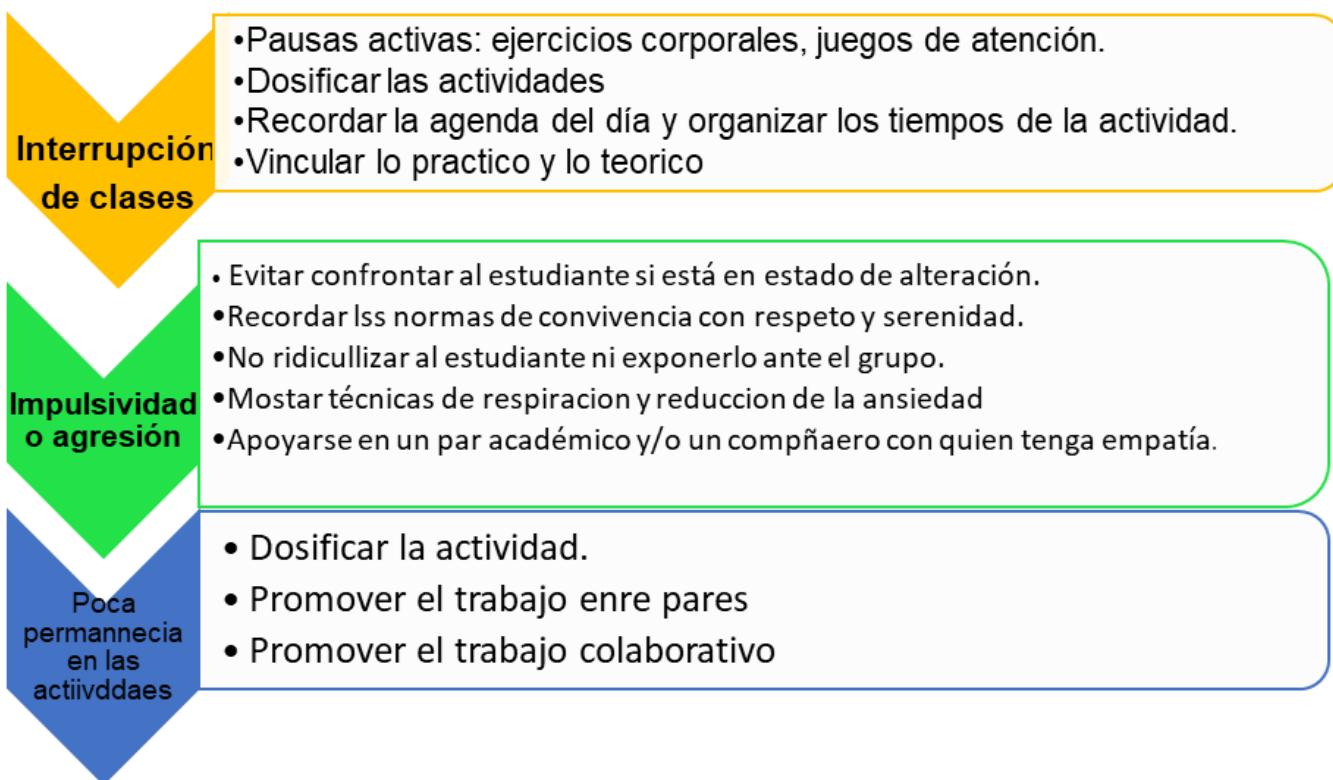 Interrupción
de clases
•Pausas activas: ejercicios corporales, juegos de atención.
•Dosificar las actividades
•Recordar la agenda del día y organizar los tiempos de la actividad.
•Vincular lo practico y lo teorico
Impulsividad
o agresión
• Evitar confrontar al estudiante si está en estado de alteración.
•Recordar lss normas de convivencia con respeto y serenidad.
•No ridicullizar al estudiante ni exponerlo ante el grupo.
•Mostar técnicas de respiracion y reduccion de la ansiedad
•Apoyarse en un par académico y/o un compñaero con quien tenga empatía.
Poca
permannecia
en las
actiivddaes
• Dosificar la actividad.
• Promover el trabajo enre pares
• Promover el trabajo colaborativo